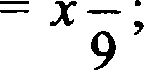 = x 9;